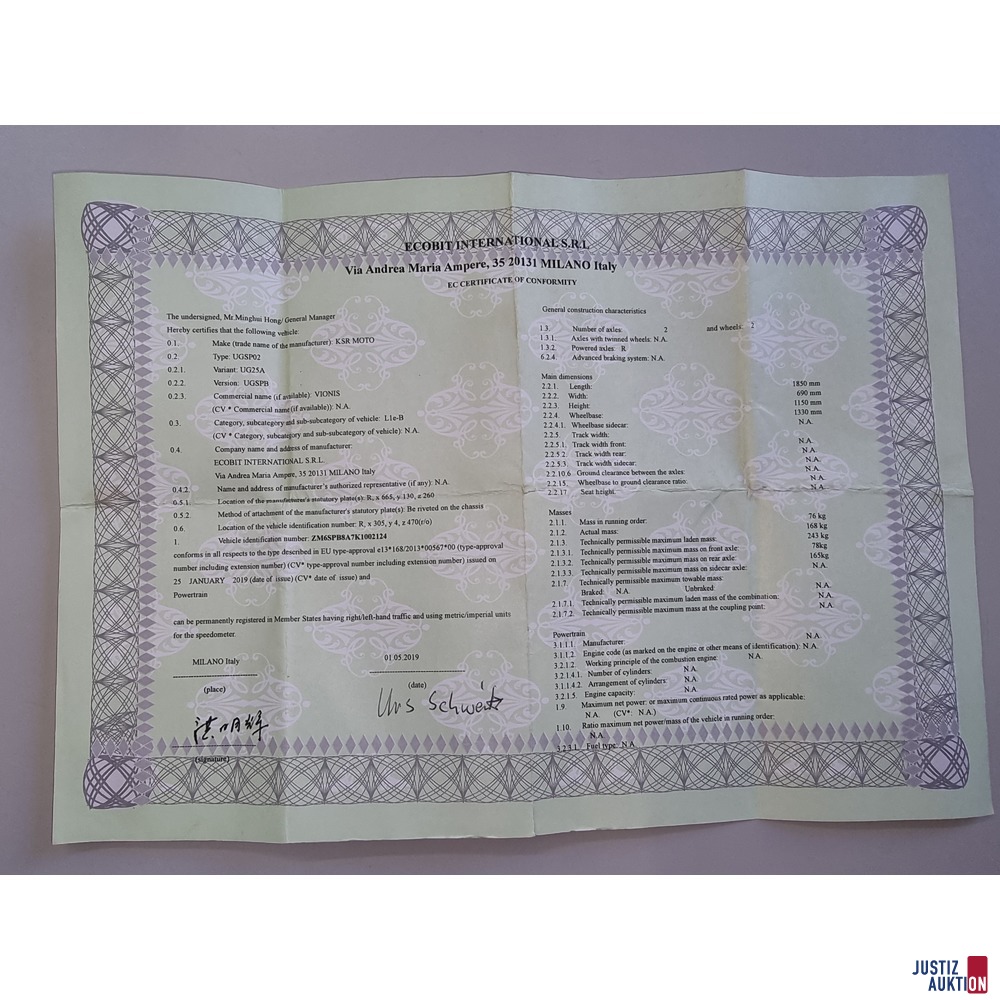 ECOBIT INTERNATIONAL S.R.L
Via Andrea Maria Ampere, 35 20131 MILANO Italy
EC CERTIFICATE OF CONFORMITY
The undersigned, Mr.Minghui Hong/ General Manager
Hereby certifies that the following vehicle:
0.1. Make (trade name of the manufacturer): KSR MOTO
0.2. Type: UGSP02
0.2.1. Variant: UG25A
0.2.2. Version: UGSPB
0.2.3. Commercial name (if available): VIONIS
(CV * Commercial name (if available)): N.A.
0.3. Category, subcategory and sub-subcategory of vehicle: L1e-B
(CV * Category, subcategory and sub-subcategory of vehicle): N.A.
0.4. Company name and address of manufacturer:
ECOBIT INTERNATIONAL S.R.L.
Via Andrea Maria Ampere, 35 20131 MILANO Italy
0.4.2. Name and address of manufacturer's authorized representative (if any): N.A.
0.5.1. Location of the manufacturer's statutory plate(s): R, x 665, y 130, z 260
0.5.2. Method of attachment of the manufacturer's statutory plate(s): Be riveted on the chassis
0.6. Location of the vehicle identification number: R, x 305, y 4, z 470(r/o)
1. Vehicle identification number: ZM6SPB8A7K1002124
conforms in all respects to the type described in EU type-approval e13*168/2013*00567*00 (type-approval
number including extension number) (CV* type-approval number including extension number) issued on
25 JANUARY 2019 (date of issue) (CV* date of issue) and
Powertrain
can be permanently registered in Member States having right/left-hand traffic and using metric/imperial units
for the speedometer.
MILANO Italy 01.05.2019
(place) (date)
洪明辉 Urs Schweitz
(signature)
General construction characteristics
1.3. Number of axles: 2 and wheels: 2
1.3.1. Axles with twinned wheels: N.A.
1.3.2. Powered axles: R
6.2.4. Advanced braking system: N.A.
Main dimensions
2.2.1. Length: 1850 mm
2.2.2. Width: 690 mm
2.2.3. Height: 1150 mm
2.2.4. Wheelbase: 1330 mm
2.2.4.1. Wheelbase sidecar: N.A.
2.2.5. Track width:
2.2.5.1. Track width front: N.A.
2.2.5.2. Track width rear: N.A.
2.2.5.3. Track width sidecar: N.A.
2.2.10.6. Ground clearance between the axles: N.A.
2.2.15. Wheelbase to ground clearance ratio: N.A.
2.2.17. Seat height: N.A.
Masses
2.1.1. Mass in running order: 76 kg
2.1.2. Actual mass: 168 kg
2.1.3. Technically permissible maximum laden mass: 243 kg
2.1.3.1. Technically permissible maximum mass on front axle: 78kg
2.1.3.2. Technically permissible maximum mass on rear axle: 165kg
2.1.3.3. Technically permissible maximum mass on sidecar axle: N.A.
2.1.7. Technically permissible maximum towable mass:
Braked: N.A. Unbraked N.A.
2.1.7.1. Technically permissible maximum laden mass of the combination: N.A.
2.1.7.2. Technically permissible maximum mass at the coupling point: N.A.
Powertrain
3.1.1.1. Manufacturer: N.A.
3.1.1.2. Engine code (as marked on the engine or other means of identification): N.A.
3.2.1.2. Working principle of the combustion engine: N.A.
3.2.1.4.1. Number of cylinders: N.A.
3.1.1.4.2. Arrangement of cylinders: N.A
3.2.1.5. Engine capacity: N.A
1.9. Maximum net power: or maximum continuous rated power as applicable:
N.A. (CV*: N.A.)
1.10. Ratio maximum net power/mass of the vehicle in running order:
N.A.
3.2.3.1. Fuel type: N.A.
JUSTIZ
AUKTION